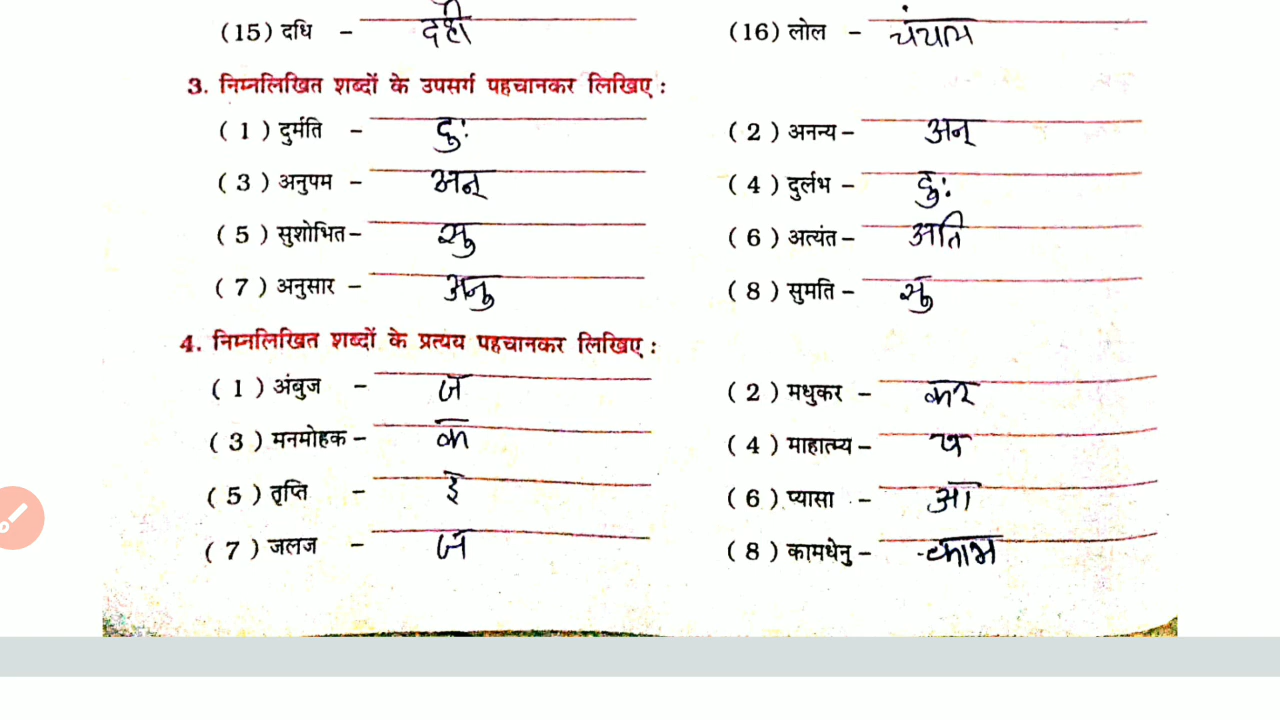 (15) दधि - दही (16) लोल - चंचल
3. निम्नलिखित शब्दों के उपसर्ग पहचानकर लिखिए :
( 1 ) दुर्मति - दुः ( 2 ) अनन्य - अन्
( 3 ) अनुपम - अन् ( 4 ) दुर्लभ - दुः
( 5 ) सुशोभित - सु ( 6 ) अत्यंत - अति
( 7 ) अनुसार - अनु ( 8 ) सुमति - सु
4. निम्नलिखित शब्दों के प्रत्यय पहचानकर लिखिए :
( 1 ) अंबुज - ज ( 2 ) मधुकर - कर
( 3 ) मनमोहक - क ( 4 ) माहात्म्य - य
( 5 ) तृप्ति - इ ( 6 ) प्यासा - आ
( 7 ) जलज - ज ( 8 ) कामधेनु - काम